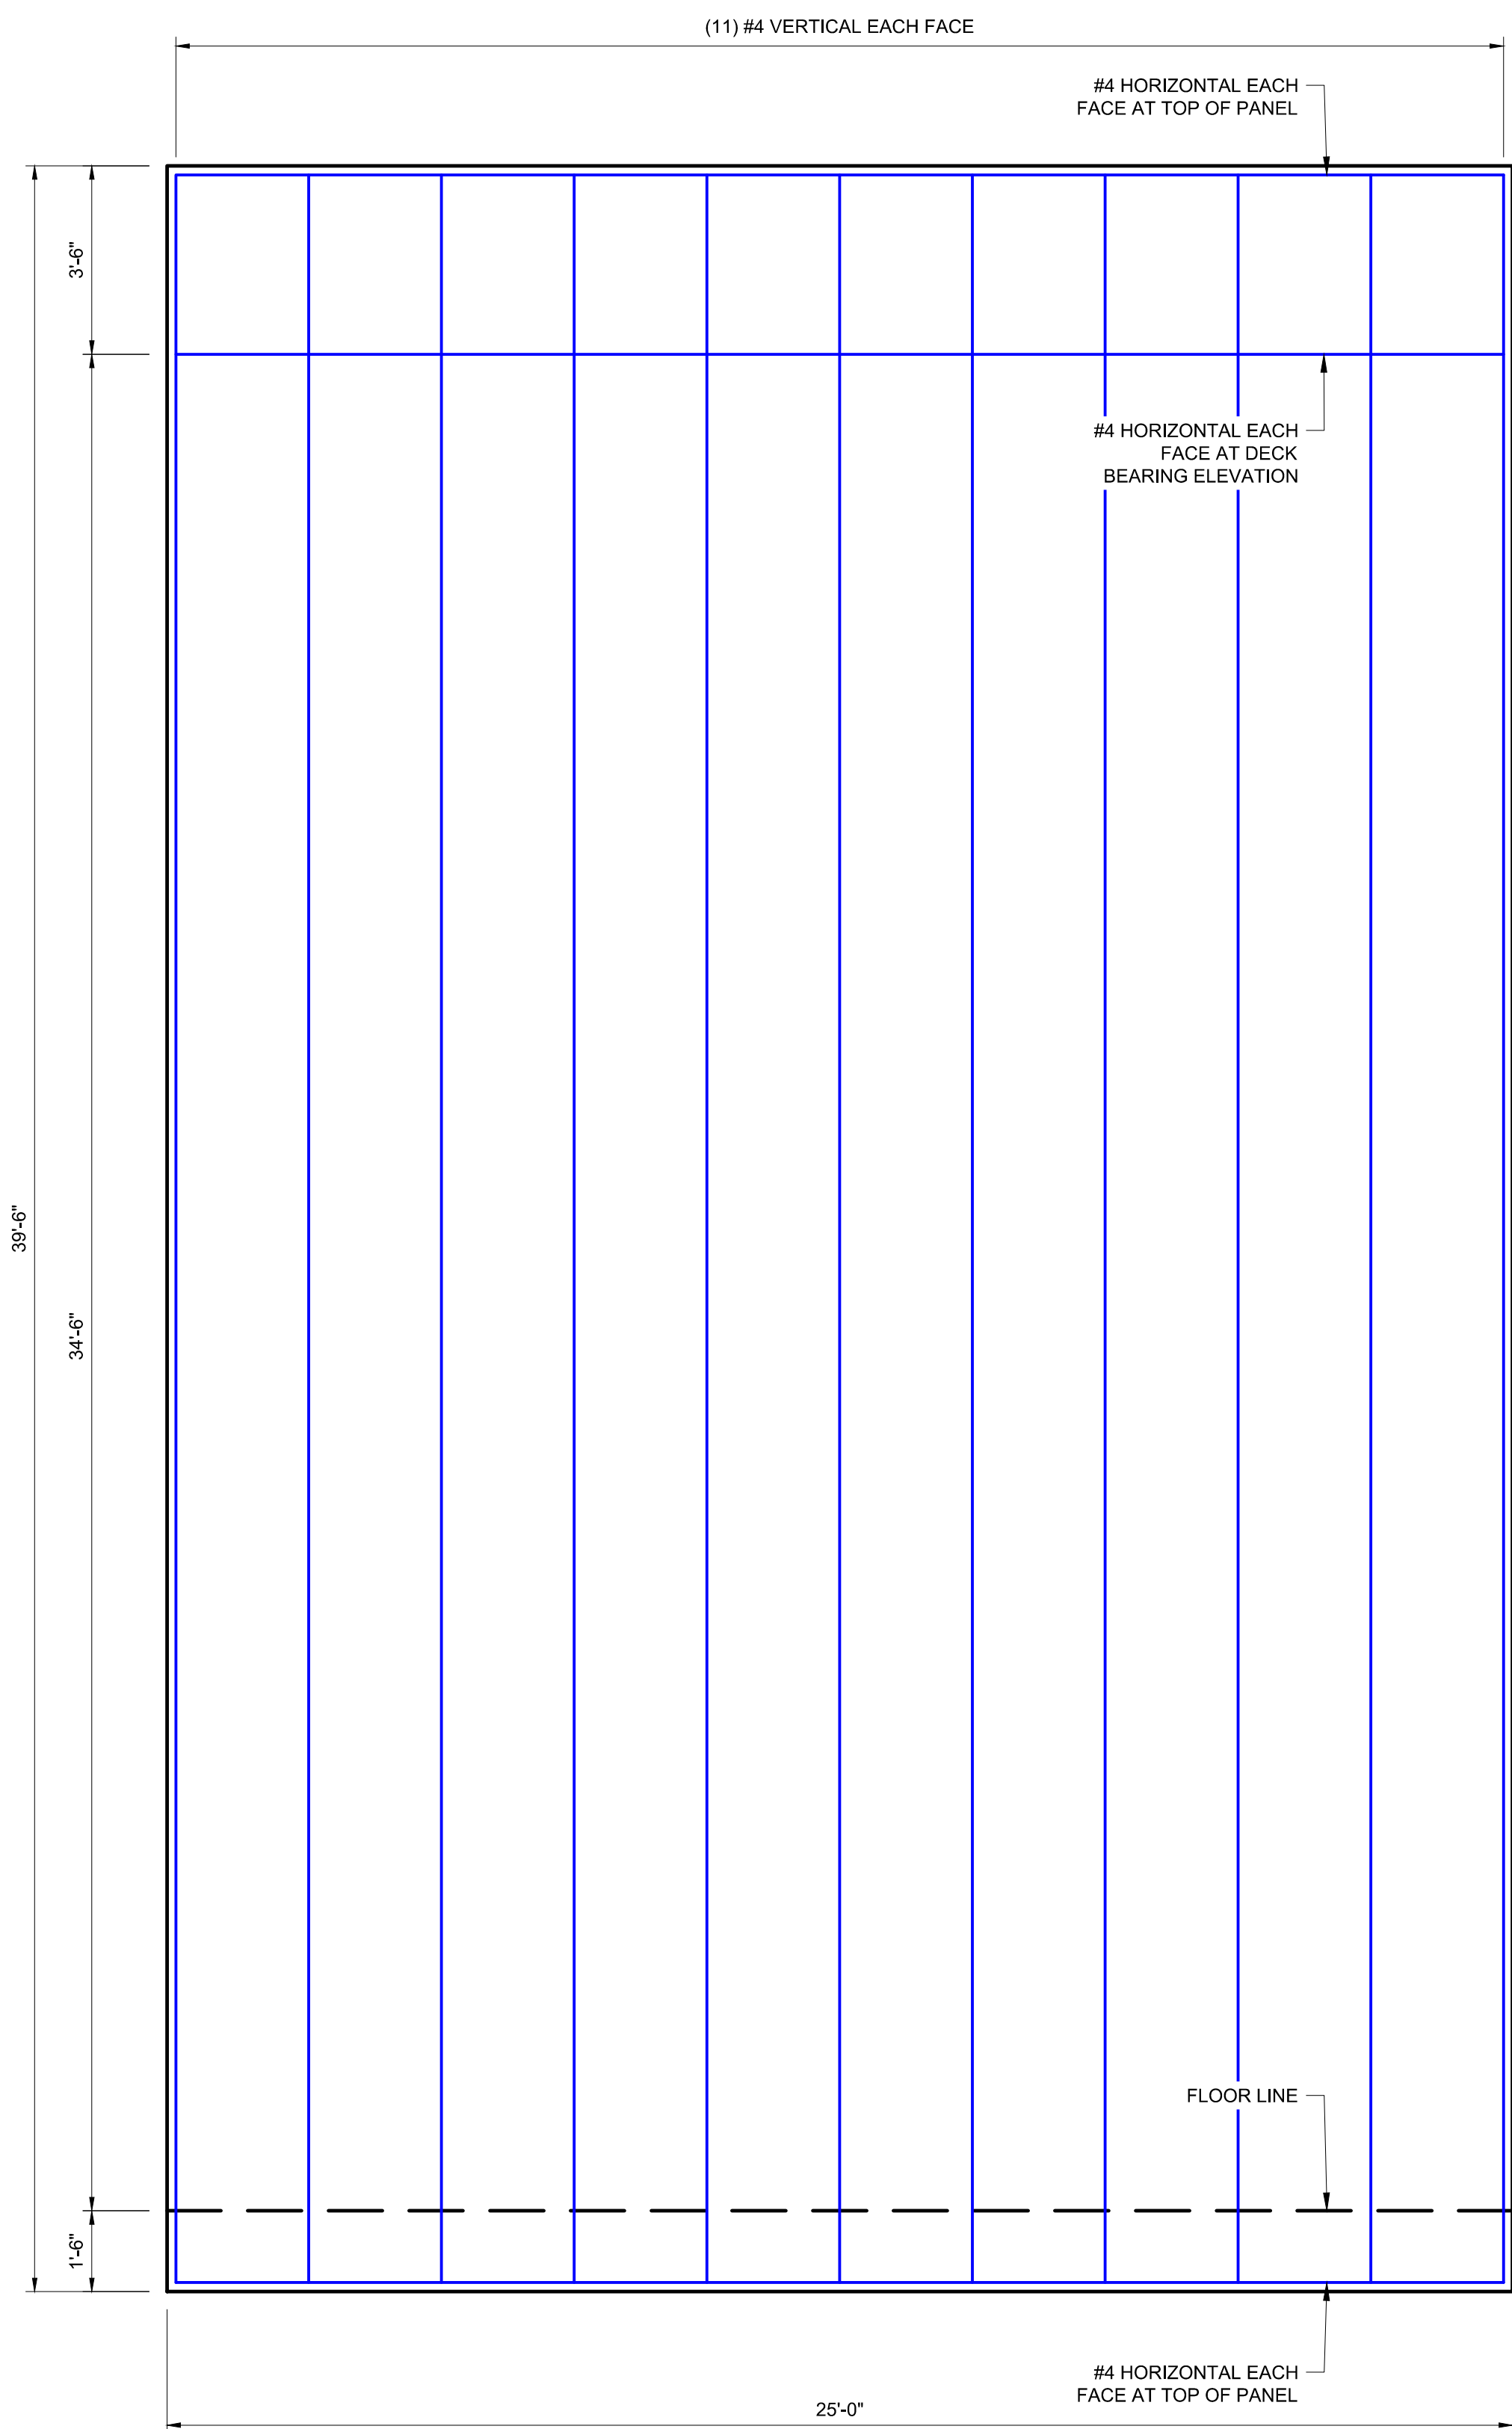 (11) #4 VERTICAL EACH FACE
#4 HORIZONTAL EACH
FACE AT TOP OF PANEL
3'-6"
#4 HORIZONTAL EACH
FACE AT DECK
BEARING ELEVATION
39'-6"
34'-6"
FLOOR LINE
1'-6"
#4 HORIZONTAL EACH
FACE AT TOP OF PANEL
25'-0"